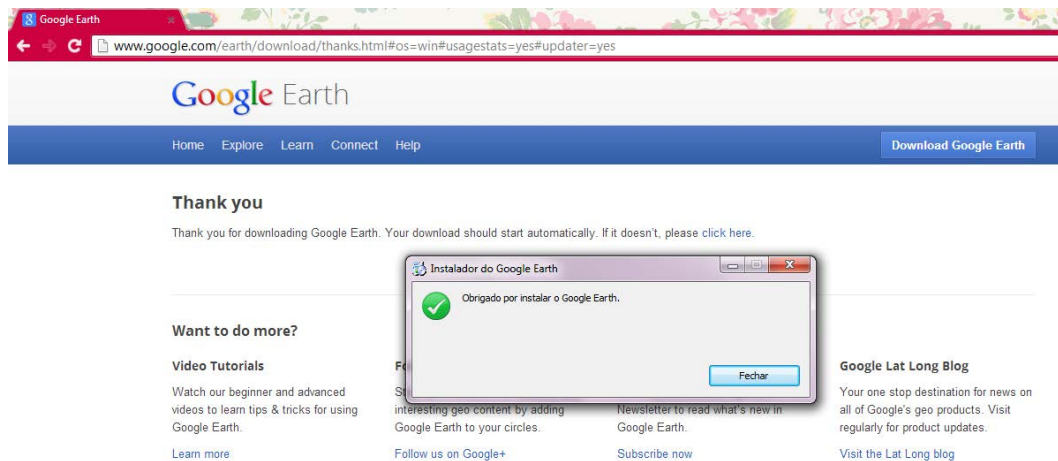 Google Earth
www.google.com/earth/download/thanks.html#os=win#usagestats=yes#updater=yes
Google Earth
Home Explore Learn Connect Help Download Google Earth
Thank you
Thank you for downloading Google Earth. Your download should start automatically. If it doesn't, please click here.
Instalador do Google Earth
Obrigado por instalar o Google Earth.
Fechar
Want to do more?
Video Tutorials
Watch our beginner and advanced
videos to learn tips & tricks for using
Google Earth.
Learn more
interesting geo content by adding
Google Earth to your circles.
Follow us on Google+
Newsletter to read what's new in
Google Earth.
Subscribe now
Google Lat Long Blog
Your one stop destination for news on
all of Google's geo products. Visit
regularly for product updates.
Visit the Lat Long blog